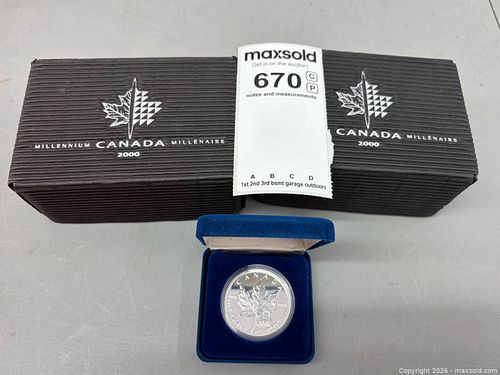 maxsold
Get in on the auction!
670 C
P
notes and measurements
A B C D
1st 2nd 3rd bsmt garage outdoors
MILLENNIUM CANADA MILLÉNAIRE
2000
CANADA MILLÉNAIRE
2000
CANADA
Copyright 2026 - maxsold.com